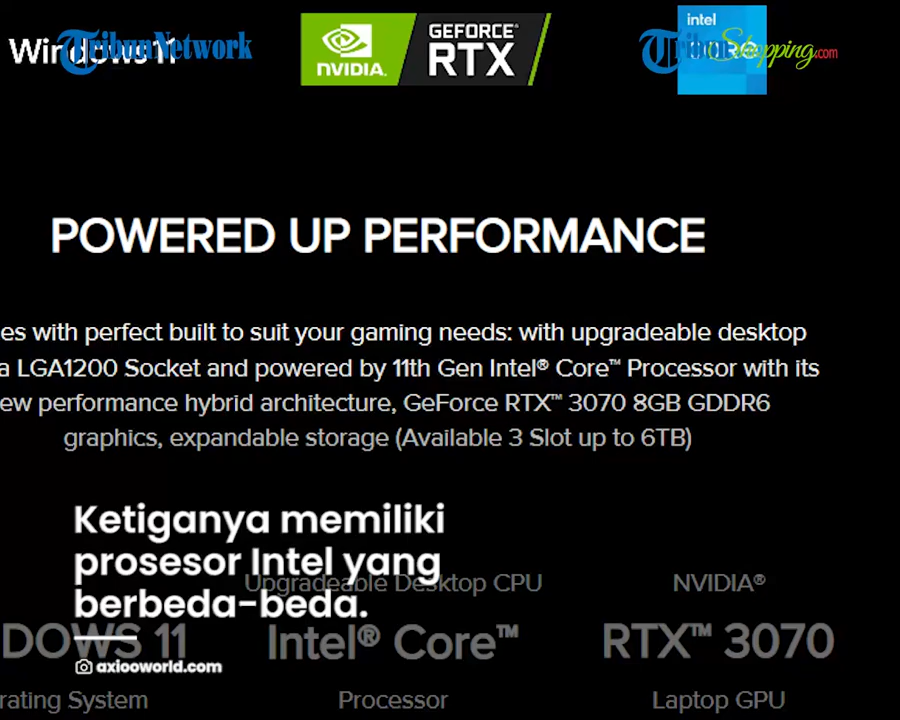 Windows 11
TribunNetwork
NVIDIA.
GEFORCE®
RTX
intel
CORE
TribunShopping.com
POWERED UP PERFORMANCE
es with perfect built to suit your gaming needs: with upgradeable desktop
a LGA1200 Socket and powered by 11th Gen Intel® Core™ Processor with its
ew performance hybrid architecture, GeForce RTX™ 3070 8GB GDDR6
graphics, expandable storage (Available 3 Slot up to 6TB)
Ketiganya memiliki
prosesor Intel yang
berbeda-beda.
Upgradeable Desktop CPU
NVIDIA®
DOWS 11
Intel® Core™
RTX™ 3070
axiooworld.com
rating System
Processor
Laptop GPU